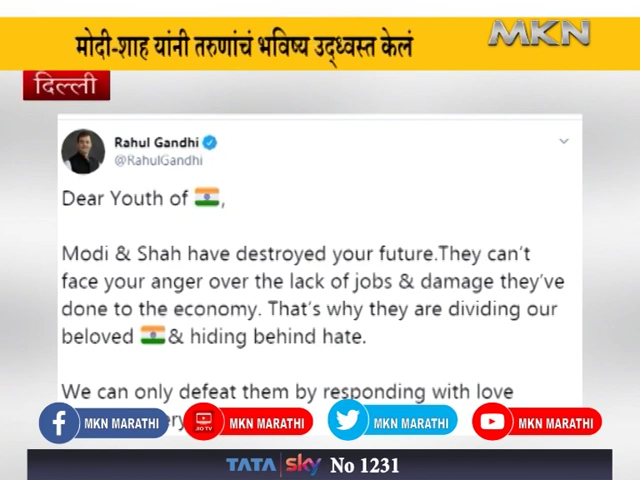 मोदी-शाह यांनी तरुणांचं भविष्य उद्ध्वस्त केलं
MKN
दिल्ली
Rahul Gandhi
@RahulGandhi
Dear Youth of 🇮🇳,
Modi & Shah have destroyed your future.They can't
face your anger over the lack of jobs & damage they've
done to the economy. That's why they are dividing our
beloved 🇮🇳 & hiding behind hate.
We can only defeat them by responding with love
MKN MARATHI
JIO TV MKN MARATHI
MKN MARATHI
MKN MARATHI
TATA sky No 1231